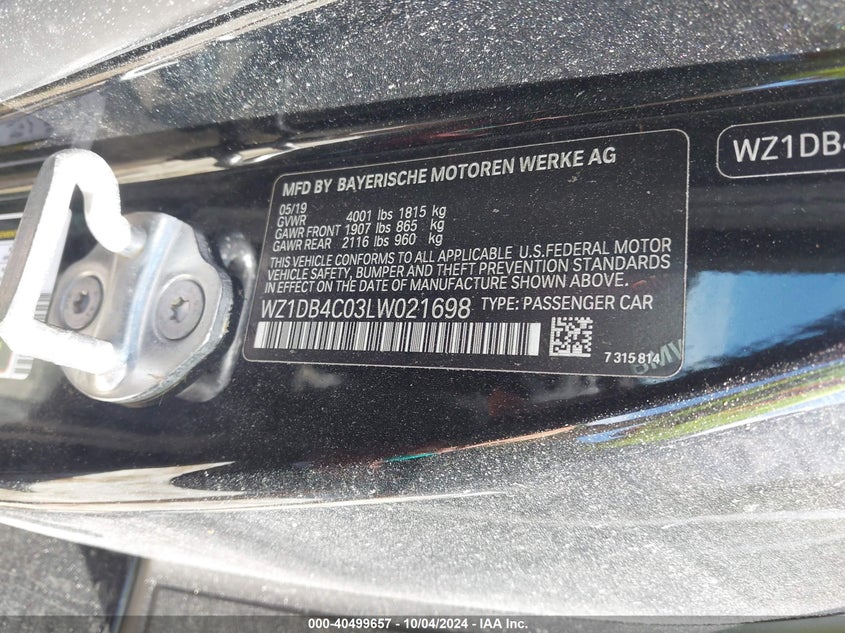 MFD BY BAYERISCHE MOTOREN WERKE AG
05/19
GVWR 4001 lbs 1815 kg
GAWR FRONT 1907 lbs 865 kg
GAWR REAR 2116 lbs 960 kg
THIS VEHICLE CONFORMS TO ALL APPLICABLE U.S.FEDERAL MOTOR
VEHICLE SAFETY, BUMPER AND THEFT PREVENTION STANDARDS
IN EFFECT ON THE DATE OF MANUFACTURE SHOWN ABOVE.
WZ1DB4C03LW021698 TYPE: PASSENGER CAR
7 315 814
BMW
WZ1DB4
000-40499657 - 10/04/2024 - IAA Inc.